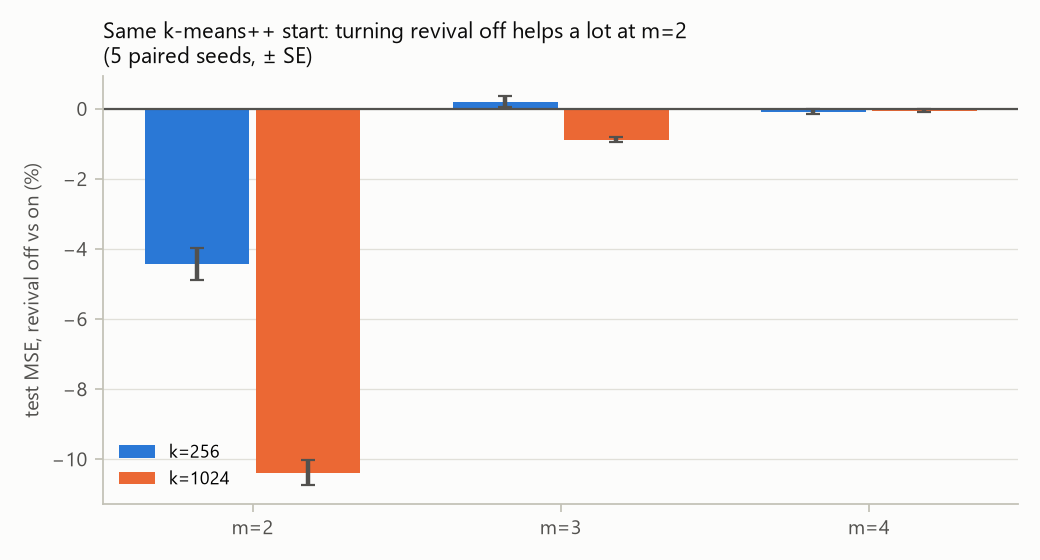 Same k-means++ start: turning revival off helps a lot at m=2
(5 paired seeds, ± SE)
test MSE, revival off vs on (%)
0
−2
−4
−6
−8
−10
k=256
k=1024
m=2
m=3
m=4